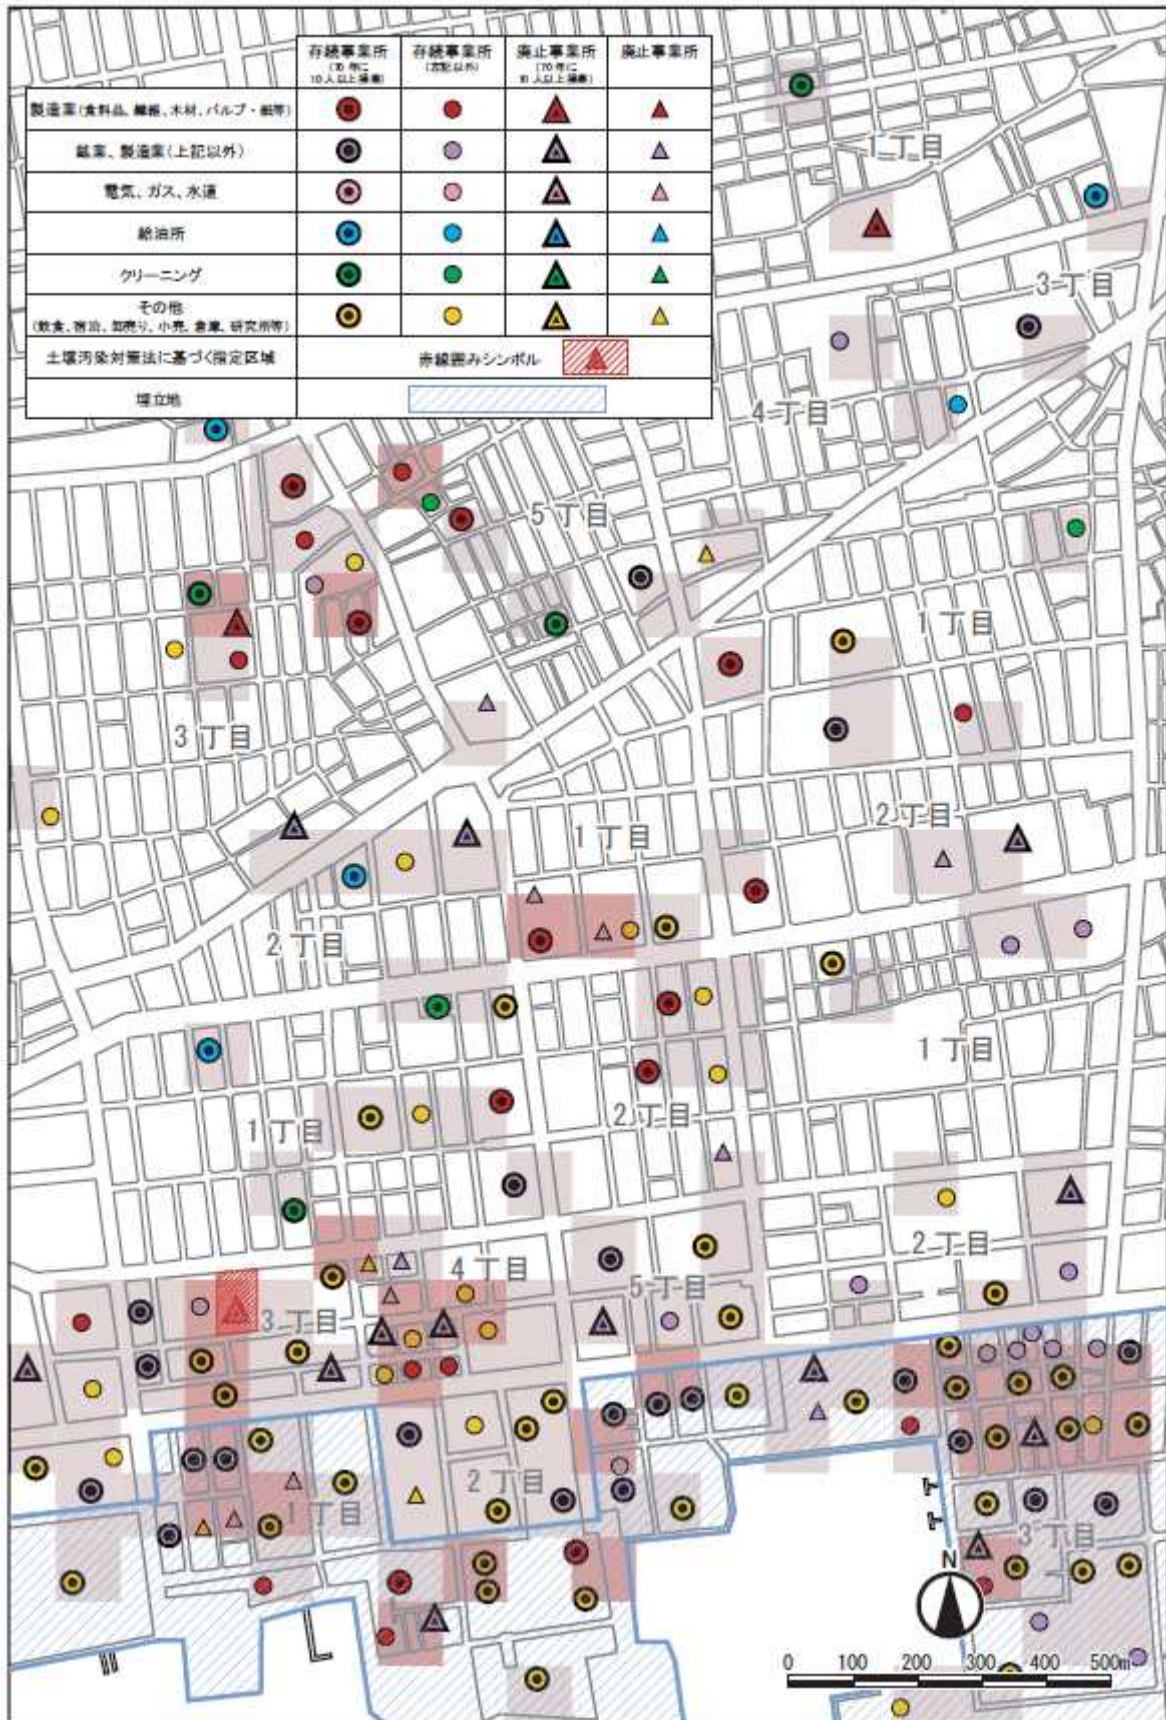 存続事業所
(70年に
10人以上操業)
存続事業所
(左記以外)
廃止事業所
(70年に
10人以上操業)
廃止事業所
製造業(食料品、繊維、木材、パルプ・紙等)
鉱業、製造業(上記以外)
電気、ガス、水道
給油所
クリーニング
その他
(飲食、宿泊、卸売り、小売、倉庫、研究所等)
土壌汚染対策法に基づく指定区域
赤線囲みシンボル
埋立地
1丁目
3丁目
4丁目
5丁目
1丁目
3丁目
2丁目
1丁目
2丁目
1丁目
2丁目
1丁目
2丁目
4丁目
5丁目
3丁目
2丁目
1丁目
3丁目
N
0 100 200 300 400 500m